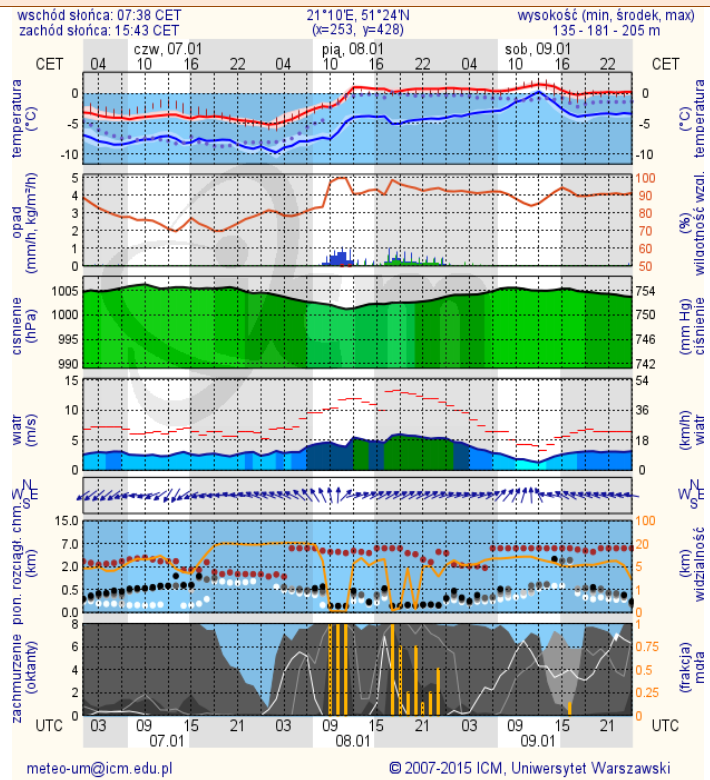 wschód słońca: 07:38 CET 21°10'E, 51°24'N wysokość (min, środek, max)
zachód słońca: 15:43 CET (x=253, y=428) 135 - 181 - 205 m
czw, 07.01 pią, 08.01 sob, 09.01
CET 04 10 16 22 04 10 16 22 04 10 16 22 CET
temperatura
(°C)
0
-5
-10
0
-5
-10
(°C)
temperatura
opad
(mm/h, kg/m²/h)
5
4
3
2
1
0
100
90
80
70
60
50
(%)
wilgotność wzgl.
ciśnienie
(hPa)
1005
1000
995
990
754
750
746
742
(mm Hg)
ciśnienie
icm
wiatr
m/s
15
10
5
0
54
36
18
0
(km/h)
wiatr
N
W E
S
N
W E
S
pion. rozciągł. chm.
(km)
15.0
7.0
2.0
0.5
0.0
100
20
5
1
0
(km)
widzialność
zachmurzenie
(oktanty)
8
6
4
2
0
1
0.75
0.5
0.25
0
(frakcja)
mgła
UTC 03 09 15 21 03 09 15 21 03 09 15 21 UTC
07.01 08.01 09.01
meteo-um@icm.edu.pl © 2007-2015 ICM, Uniwersytet Warszawski